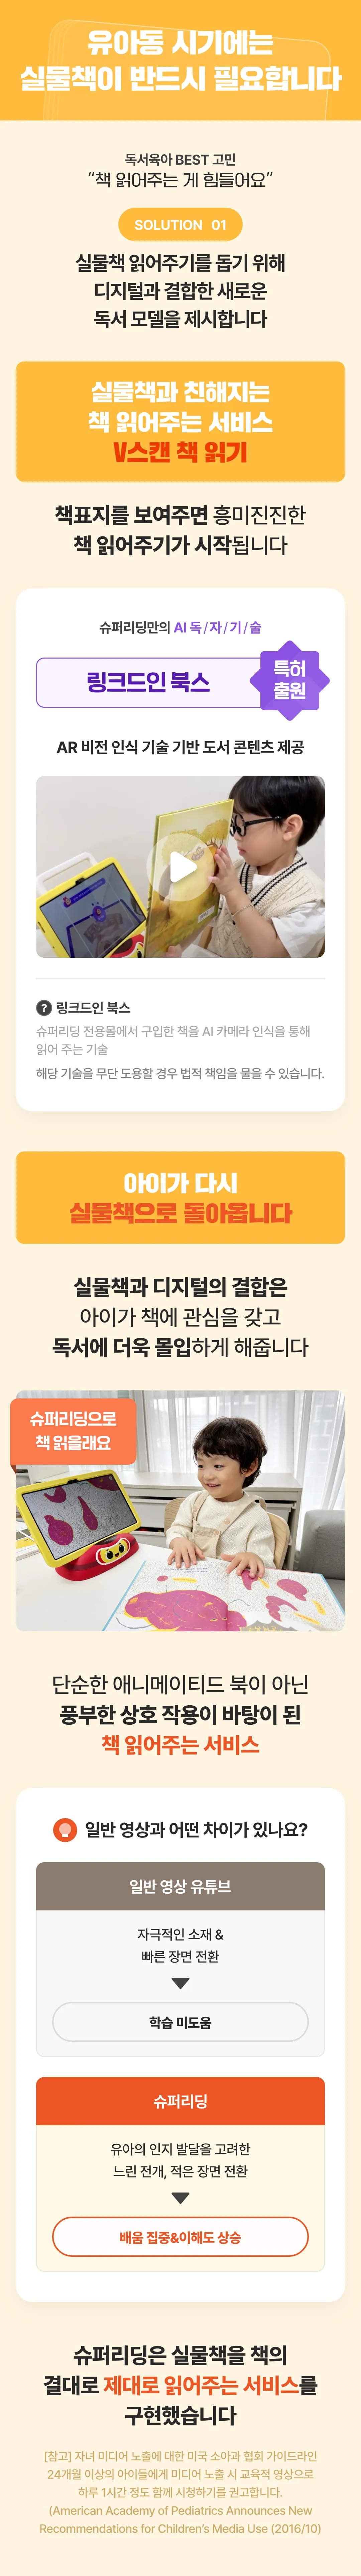 유아동 시기에는
실물책이 반드시 필요합니다
독서육아 BEST 고민
“책 읽어주는 게 힘들어요”
SOLUTION 01
실물책 읽어주기를 돕기 위해
디지털과 결합한 새로운
독서 모델을 제시합니다
실물책과 친해지는
책 읽어주는 서비스
V스캔 책 읽기
책표지를 보여주면 흥미진진한
책 읽어주기가 시작됩니다
슈퍼리딩만의 AI 독/자/기/술
링크드인 북스
특허
출원
AR 비전 인식 기술 기반 도서 콘텐츠 제공
? 링크드인 북스
슈퍼리딩 전용몰에서 구입한 책을 AI 카메라 인식을 통해
읽어 주는 기술
해당 기술을 무단 도용할 경우 법적 책임을 물을 수 있습니다.
아이가 다시
실물책으로 돌아옵니다
실물책과 디지털의 결합은
아이가 책에 관심을 갖고
독서에 더욱 몰입하게 해줍니다
슈퍼리딩으로
책 읽을래요
단순한 애니메이티드 북이 아닌
풍부한 상호 작용이 바탕이 된
책 읽어주는 서비스
일반 영상과 어떤 차이가 있나요?
일반 영상 유튜브
자극적인 소재 &
빠른 장면 전환
학습 미도움
슈퍼리딩
유아의 인지 발달을 고려한
느린 전개, 적은 장면 전환
배움 집중&이해도 상승
슈퍼리딩은 실물책을 책의
결대로 제대로 읽어주는 서비스를
구현했습니다
[참고] 자녀 미디어 노출에 대한 미국 소아과 협회 가이드라인
24개월 이상의 아이들에게 미디어 노출 시 교육적 영상으로
하루 1시간 정도 함께 시청하기를 권고합니다.
(American Academy of Pediatrics Announces New
Recommendations for Children’s Media Use (2016/10)